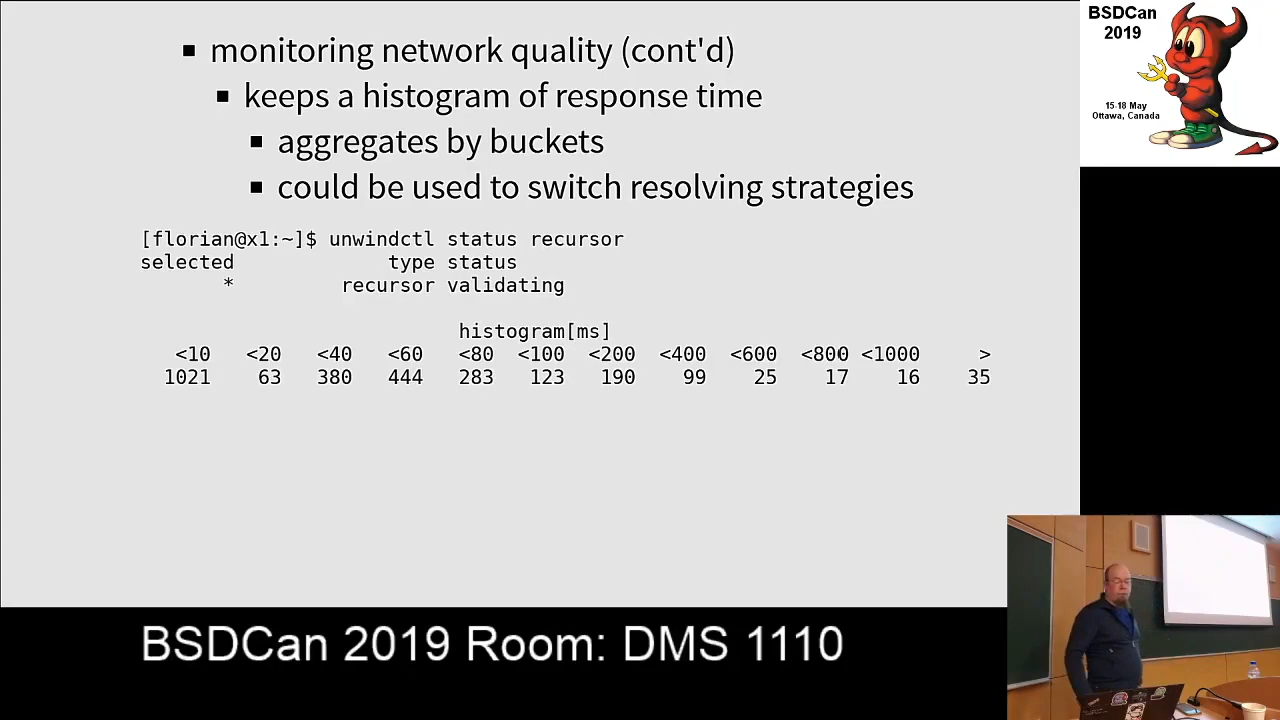 ▪ monitoring network quality (cont'd)
▪ keeps a histogram of response time
▪ aggregates by buckets
▪ could be used to switch resolving strategies
[florian@x1:~]$ unwindctl status recursor
selected type status
* recursor validating
histogram[ms]
<10 <20 <40 <60 <80 <100 <200 <400 <600 <800 <1000 >
1021 63 380 444 283 123 190 99 25 17 16 35
BSDCan
2019
15-18 May
Ottawa, Canada
BSDCan 2019 Room: DMS 1110